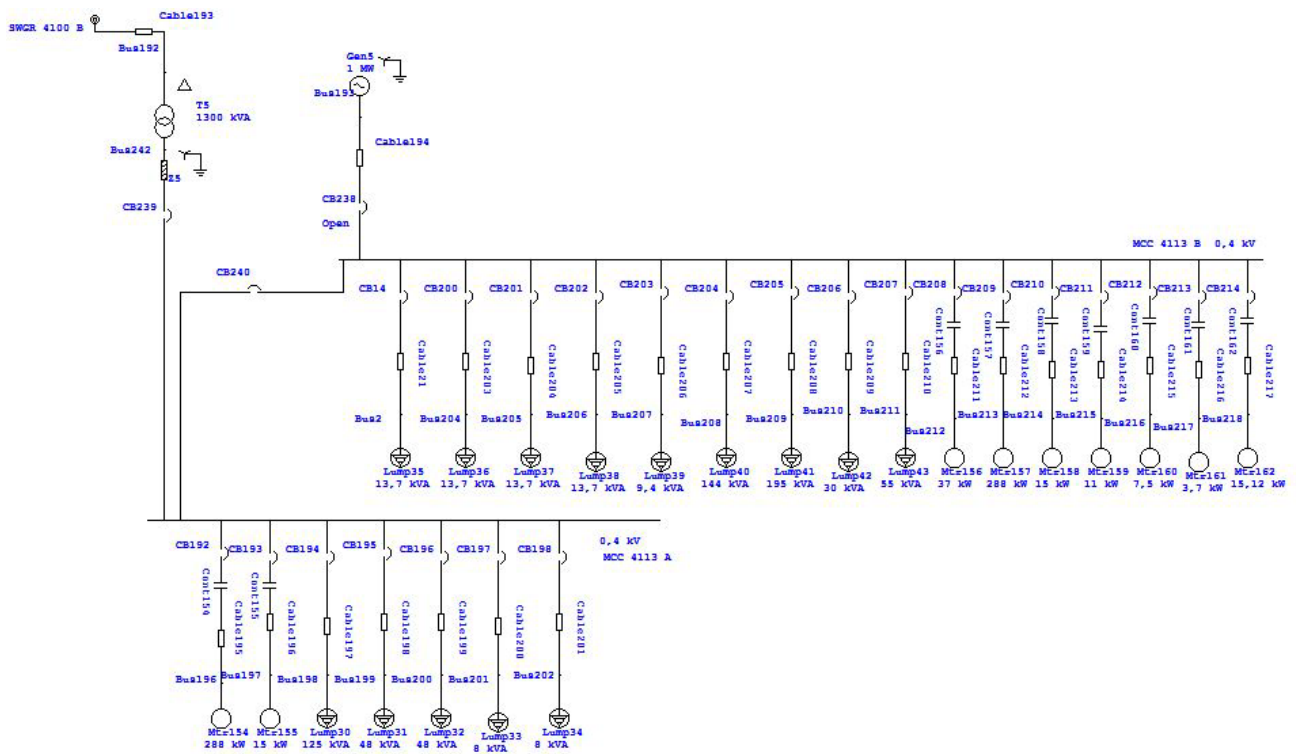 Cable193
SWGR 4100 B
Bus192
Gen5
1 MW
Bus193
T5
1300 kVA
Cable194
Bus242
Z5
CB239
CB238
Open
MCC 4113 B 0,4 kV
CB240
CB14
CB200
CB201
CB202
CB203
CB204
CB205
CB206
CB207
CB208
CB209
CB210
CB211
CB212
CB213
CB214
Cont156
Cont157
Cont158
Cont159
Cont160
Cont161
Cont162
Cable21
Cable203
Cable204
Cable205
Cable206
Cable207
Cable208
Cable209
Cable210
Cable211
Cable212
Cable213
Cable214
Cable215
Cable216
Cable217
Bus2
Bus204
Bus205
Bus206
Bus207
Bus208
Bus209
Bus210
Bus211
Bus212
Bus213
Bus214
Bus215
Bus216
Bus217
Bus218
Lump35
13,7 kVA
Lump36
13,7 kVA
Lump37
13,7 kVA
Lump38
13,7 kVA
Lump39
9,4 kVA
Lump40
144 kVA
Lump41
195 kVA
Lump42
30 kVA
Lump43
55 kVA
Mtr156
37 kW
Mtr157
288 kW
Mtr158
15 kW
Mtr159
11 kW
Mtr160
7,5 kW
Mtr161
3,7 kW
Mtr162
15,12 kW
0,4 kV
MCC 4113 A
CB192
CB193
CB194
CB195
CB196
CB197
CB198
Cont154
Cont155
Cable195
Cable196
Cable197
Cable198
Cable199
Cable200
Cable201
Bus196
Bus197
Bus198
Bus199
Bus200
Bus201
Bus202
Mtr154
288 kW
Mtr155
15 kW
Lump30
125 kVA
Lump31
48 kVA
Lump32
48 kVA
Lump33
8 kVA
Lump34
8 kVA